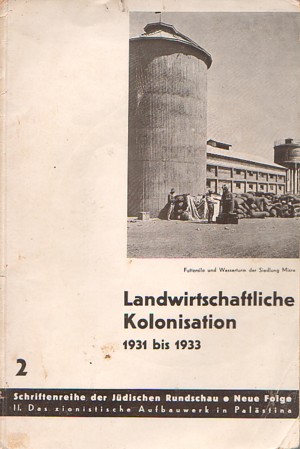 Futtersilo und Wasserturm der Siedlung Misra
Landwirtschaftliche
Kolonisation
1931 bis 1933
2
Schriftenreihe der Jüdischen Rundschau ● Neue Folge
II. Das zionistische Aufbauwerk in Palästina